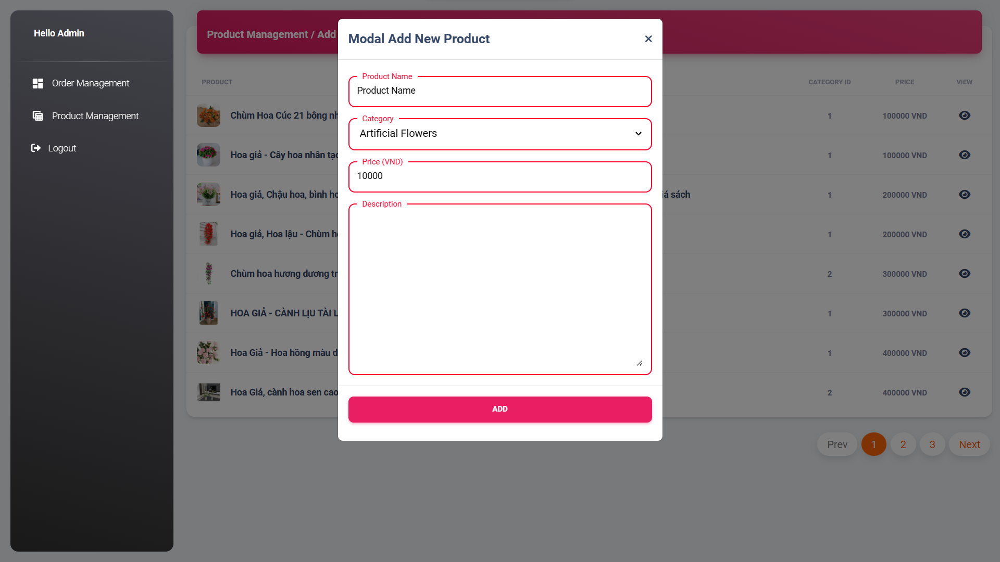 Hello Admin
Order Management
Product Management
Logout
Product Management / Add
PRODUCT
CATEGORY ID
PRICE
VIEW
Chùm Hoa Cúc 21 bông
1
100000 VND
Hoa giả - Cây hoa nhân
1
100000 VND
Hoa giả, Chậu hoa, bình
sách
1
200000 VND
Hoa giả, Hoa lậu - Chùm
1
200000 VND
Chùm hoa hương dương
2
300000 VND
HOA GIẢ - CÀNH LỊU TÀI
1
300000 VND
Hoa Giả - Hoa hồng màu
1
400000 VND
Hoa Giả, cành hoa sen cao
2
400000 VND
Prev
1
2
3
Next
Modal Add New Product
Product Name
Product Name
Category
Artificial Flowers
Price (VND)
10000
Description
ADD